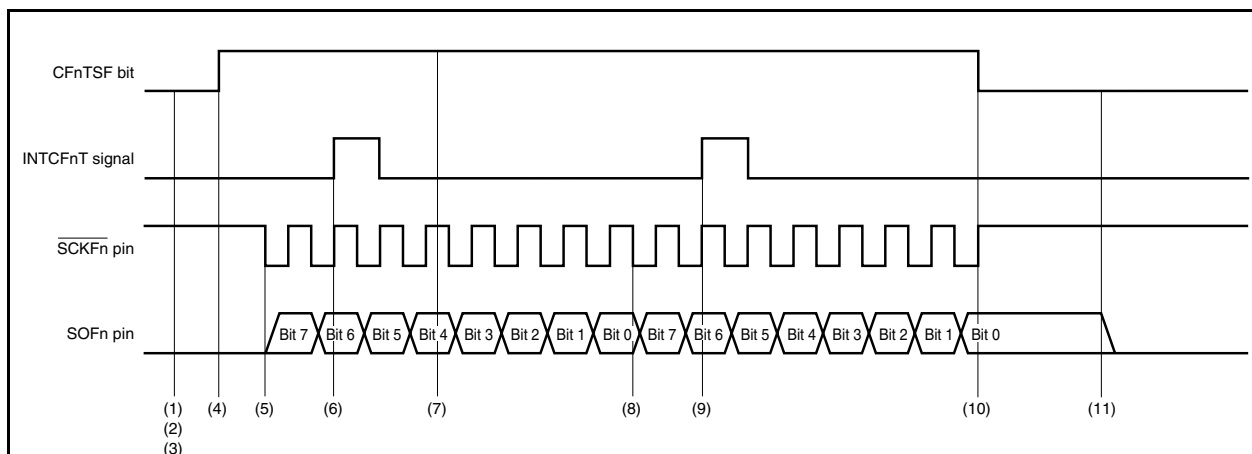 CFnTSF bit
INTCFnT signal
SCKFn pin
SOFn pin
Bit 7 Bit 6 Bit 5 Bit 4 Bit 3 Bit 2 Bit 1 Bit 0 Bit 7 Bit 6 Bit 5 Bit 4 Bit 3 Bit 2 Bit 1 Bit 0
(1) (4) (5) (6) (7) (8) (9) (10) (11)
(2)
(3)